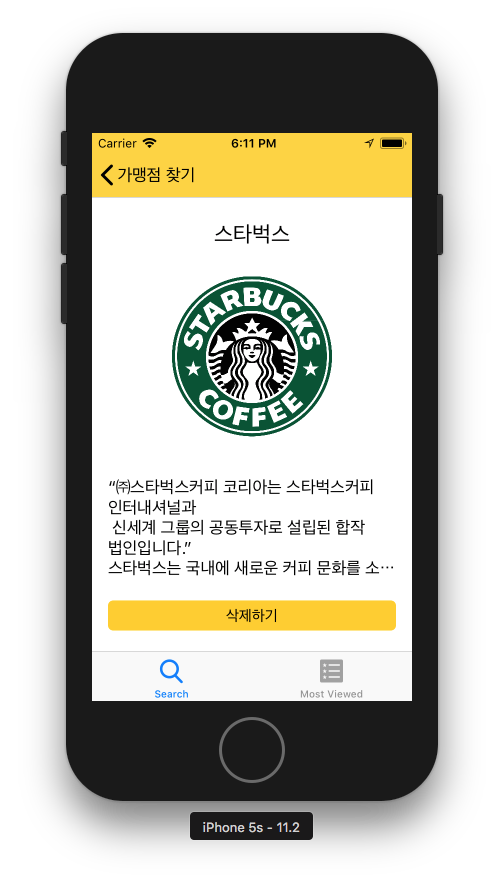 Carrier 6:11 PM
가맹점 찾기
스타벅스
STARBUCKS
COFFEE
“㈜스타벅스커피 코리아는 스타벅스커피
인터내셔널과
신세계 그룹의 공동투자로 설립된 합작
법인입니다.”
스타벅스는 국내에 새로운 커피 문화를 소…
삭제하기
Search Most Viewed
iPhone 5s - 11.2